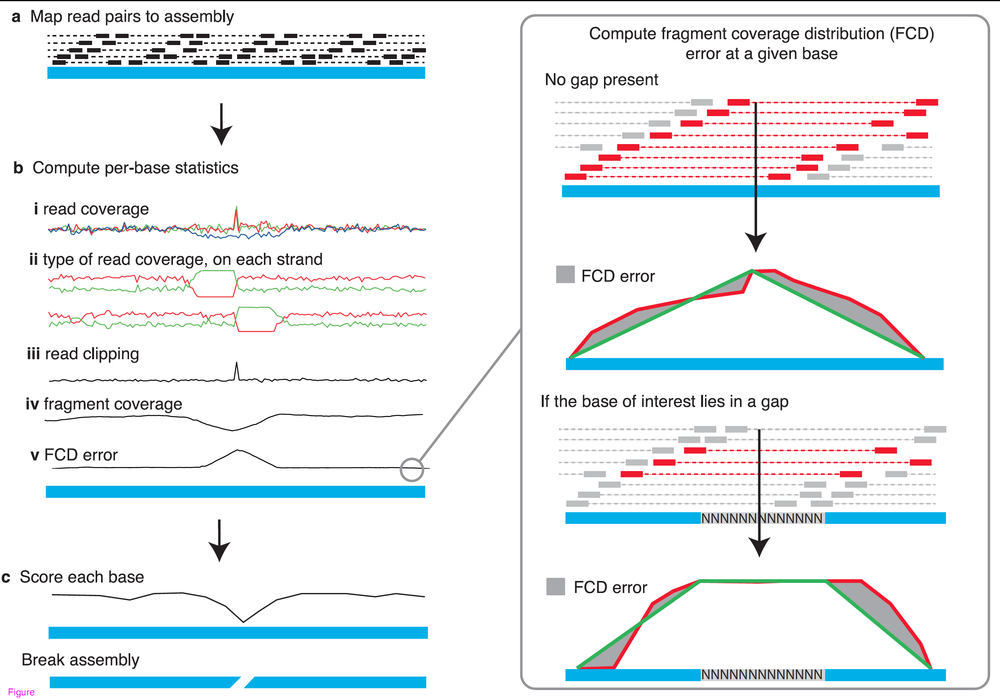 a Map read pairs to assembly
b Compute per-base statistics
i read coverage
ii type of read coverage, on each strand
iii read clipping
iv fragment coverage
v FCD error
c Score each base
Break assembly
Figure
Compute fragment coverage distribution (FCD)
error at a given base
No gap present
FCD error
If the base of interest lies in a gap
NNNNNNNNNNNNN
FCD error
NNNNNNNNNNNNN